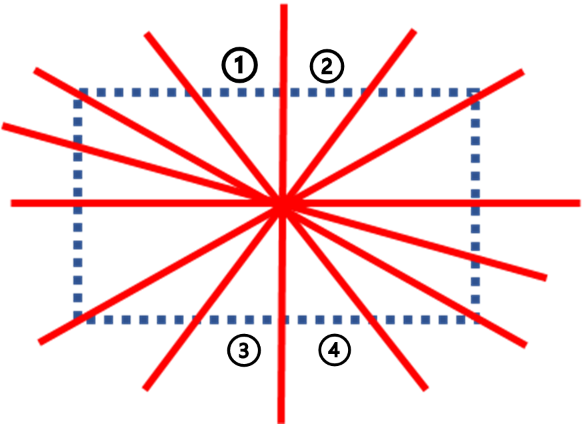 ① ②
③ ④